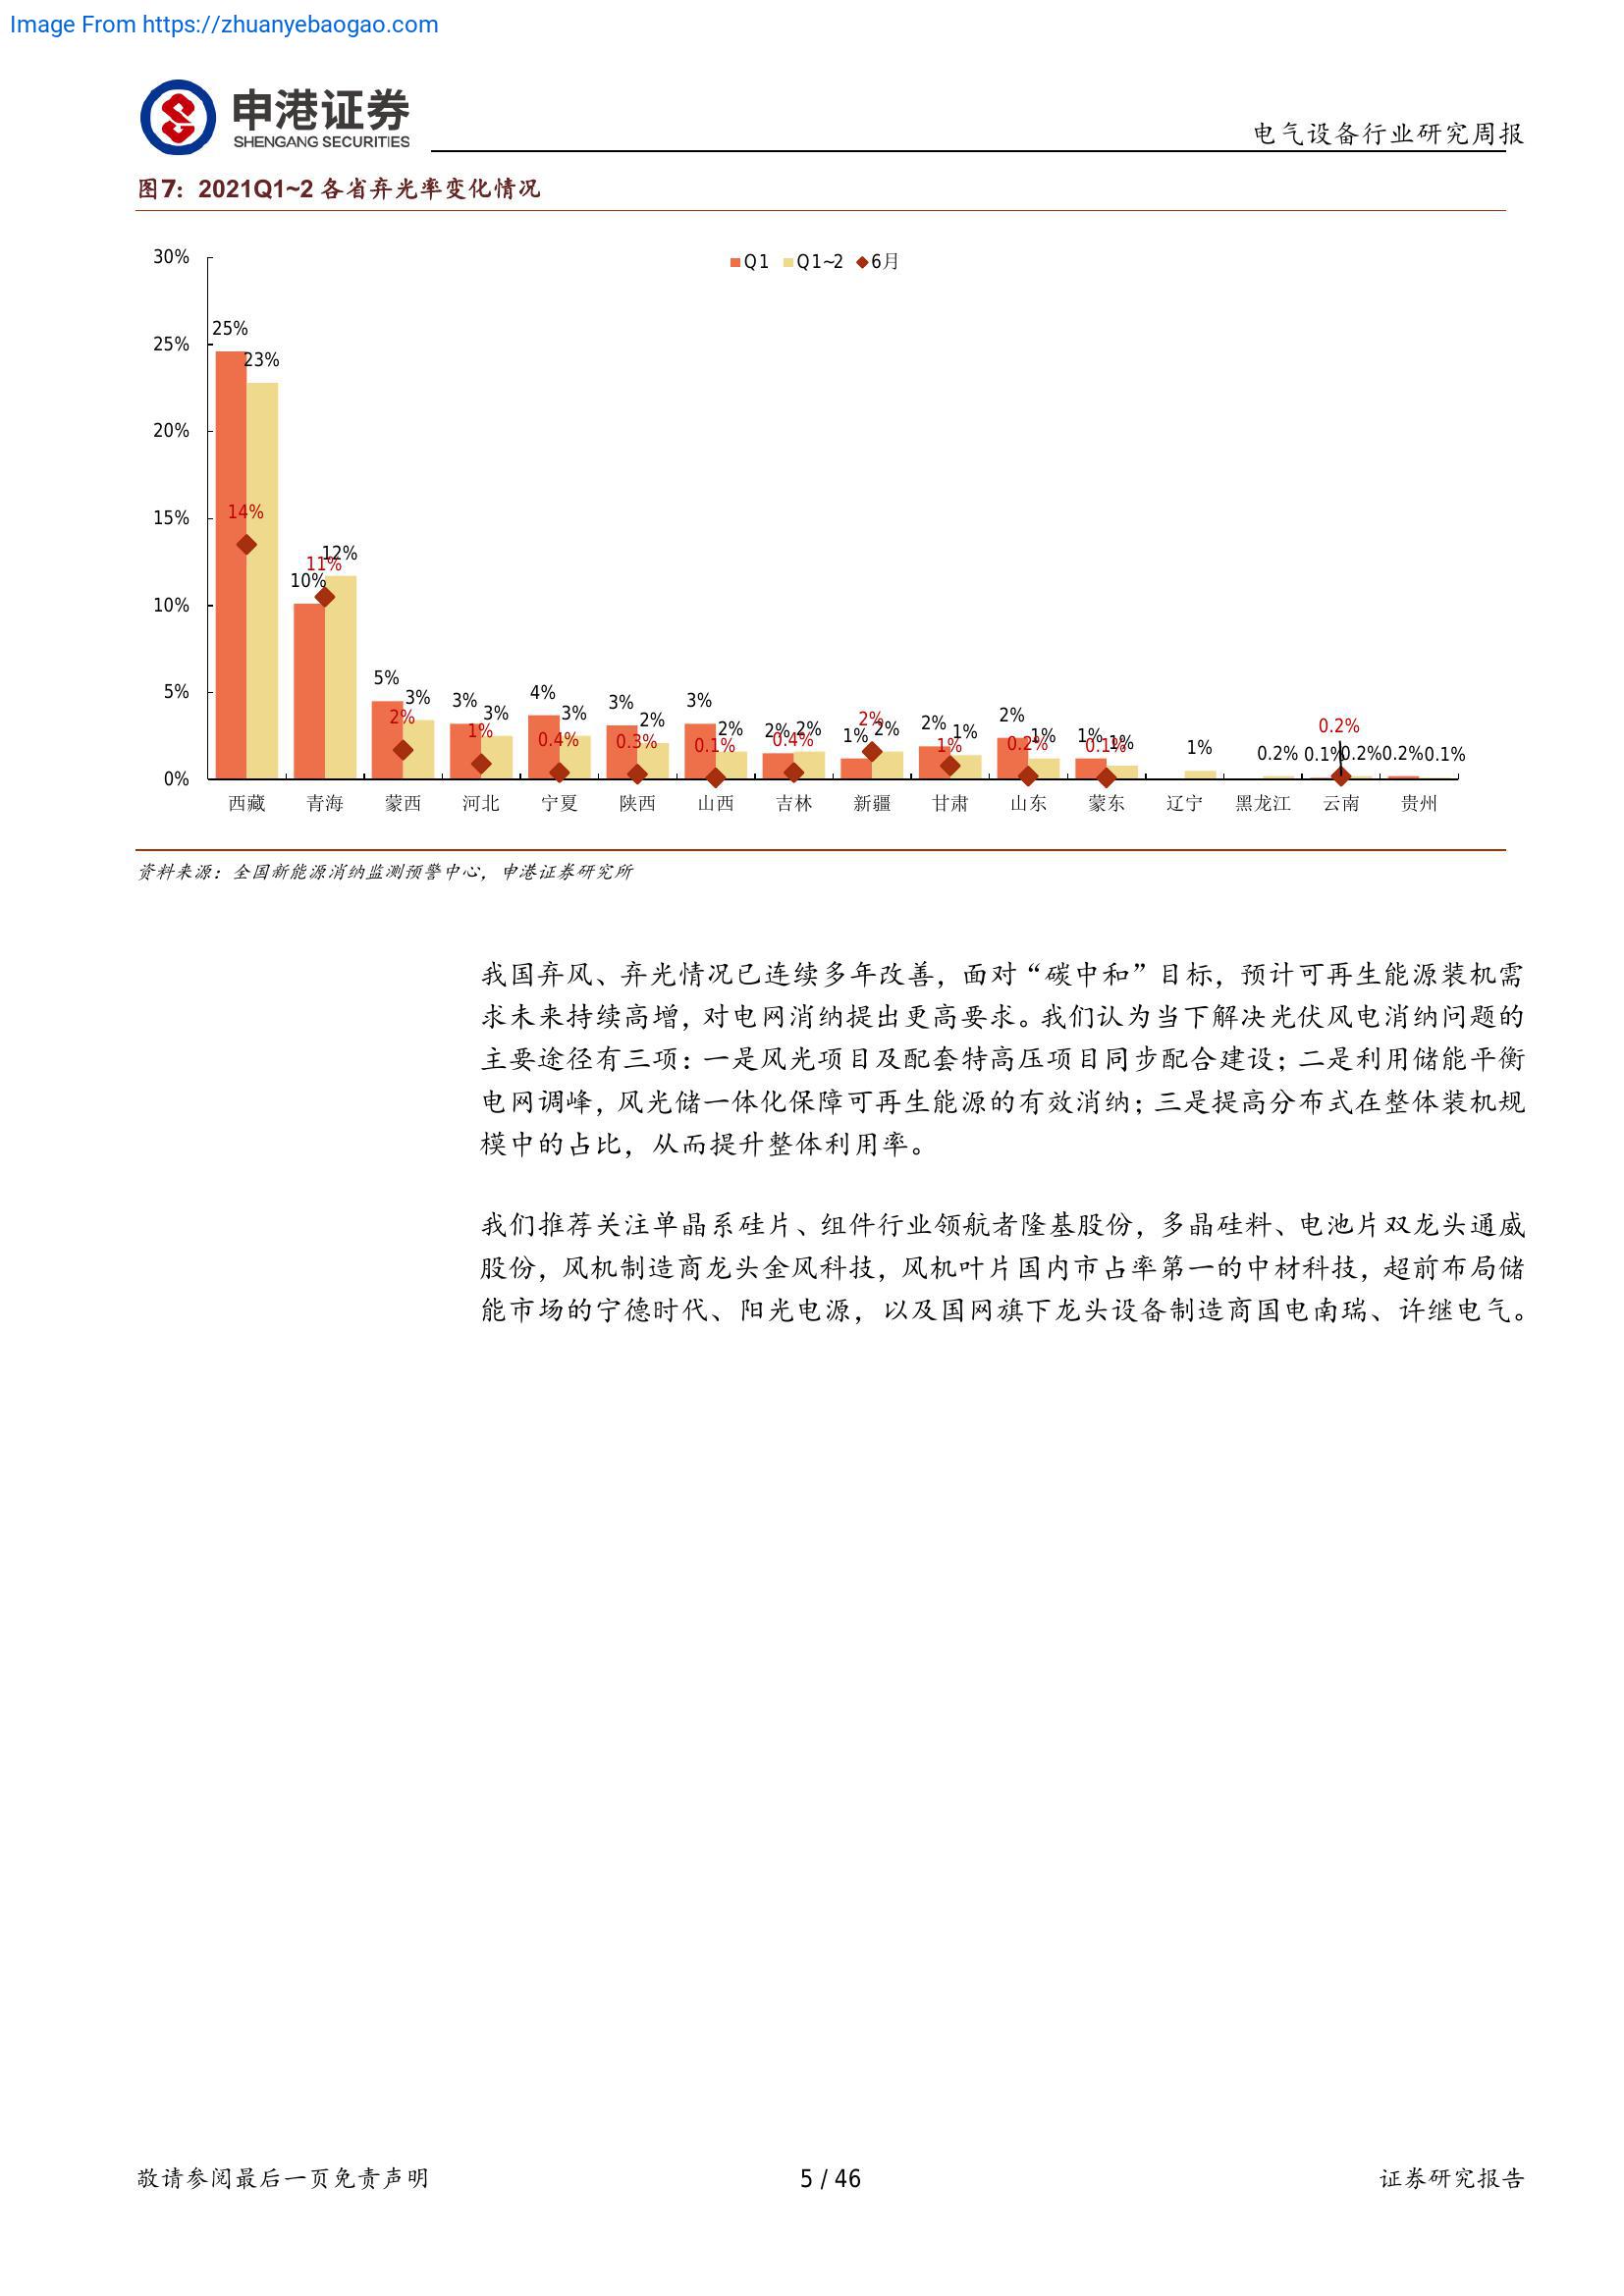 Image From https://zhuanyebaogao.com
申港证券
SHENGANG SECURITIES
电气设备行业研究周报
图7：2021Q1~2 各省弃光率变化情况
Q1 Q1~2 6月
30%
25%
20%
15%
10%
5%
0%
25% 23% 14%
10% 12% 11%
5% 3% 2%
3% 3% 1%
4% 3% 0.4%
3% 2% 0.3%
3% 2% 0.1%
2% 2% 0.4%
1% 2% 2%
2% 1% 1%
2% 1% 0.2%
1% 1% 0.1%
1%
0.2%
0.1% 0.2% 0.2%
0.2% 0.1%
西藏 青海 蒙西 河北 宁夏 陕西 山西 吉林 新疆 甘肃 山东 蒙东 辽宁 黑龙江 云南 贵州
资料来源：全国新能源消纳监测预警中心，申港证券研究所
我国弃风、弃光情况已连续多年改善，面对“碳中和”目标，预计可再生能源装机需
求未来持续高增，对电网消纳提出更高要求。我们认为当下解决光伏风电消纳问题的
主要途径有三项：一是风光项目及配套特高压项目同步配合建设；二是利用储能平衡
电网调峰，风光储一体化保障可再生能源的有效消纳；三是提高分布式在整体装机规
模中的占比，从而提升整体利用率。
我们推荐关注单晶系硅片、组件行业领航者隆基股份，多晶硅料、电池片双龙头通威
股份，风机制造商龙头金风科技，风机叶片国内市占率第一的中材科技，超前布局储
能市场的宁德时代、阳光电源，以及国网旗下龙头设备制造商国电南瑞、许继电气。
敬请参阅最后一页免责声明
5 / 46
证券研究报告